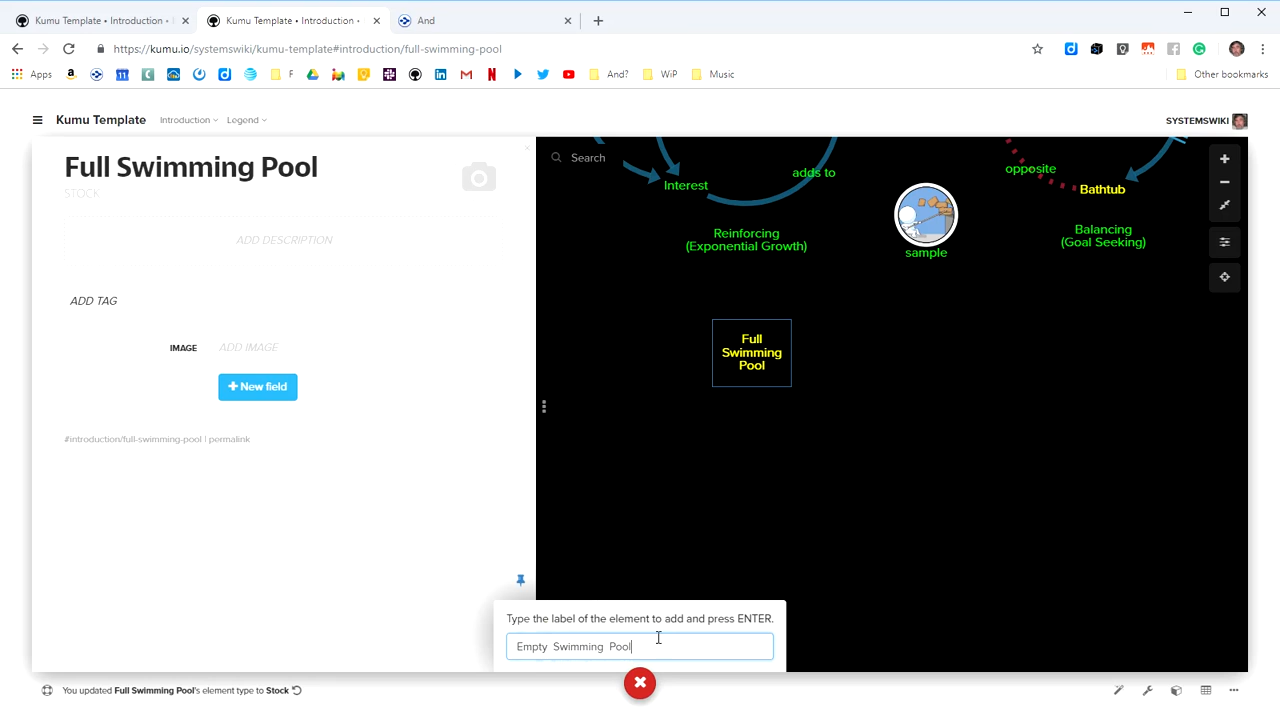 Kumu Template • Introduction •
Kumu Template • Introduction •
And
https://kumu.io/systemswiki/kumu-template#introduction/full-swimming-pool
Apps
F
And?
WiP
Music
Other bookmarks
Kumu Template
Introduction
Legend
SYSTEMSWIKI
Full Swimming Pool
STOCK
ADD DESCRIPTION
ADD TAG
IMAGE
ADD IMAGE
New field
#introduction/full-swimming-pool | permalink
Search
Interest
adds to
Reinforcing
(Exponential Growth)
sample
opposite
Bathtub
Balancing
(Goal Seeking)
Full
Swimming
Pool
Type the label of the element to add and press ENTER.
Empty Swimming Pool
You updated Full Swimming Pool's element type to Stock